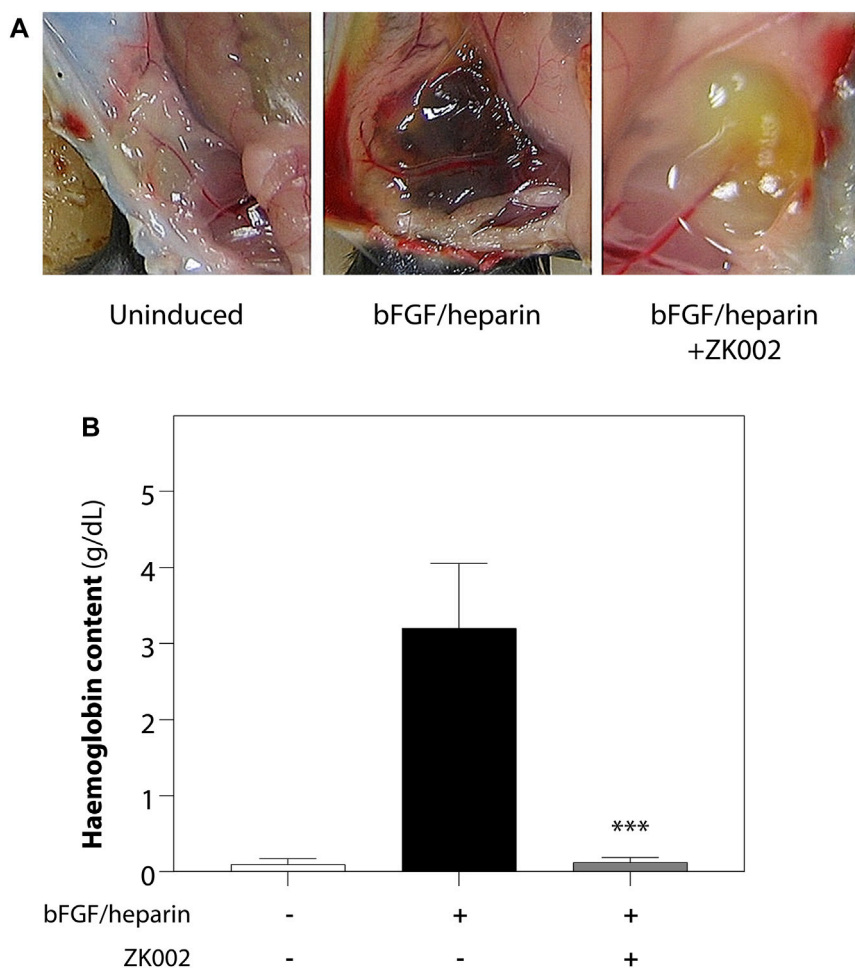 A
Uninduced
bFGF/heparin
bFGF/heparin
+ZK002
B
Haemoglobin content (g/dL)
5
4
3
2
1
0
***
bFGF/heparin - + +
ZK002 - - +